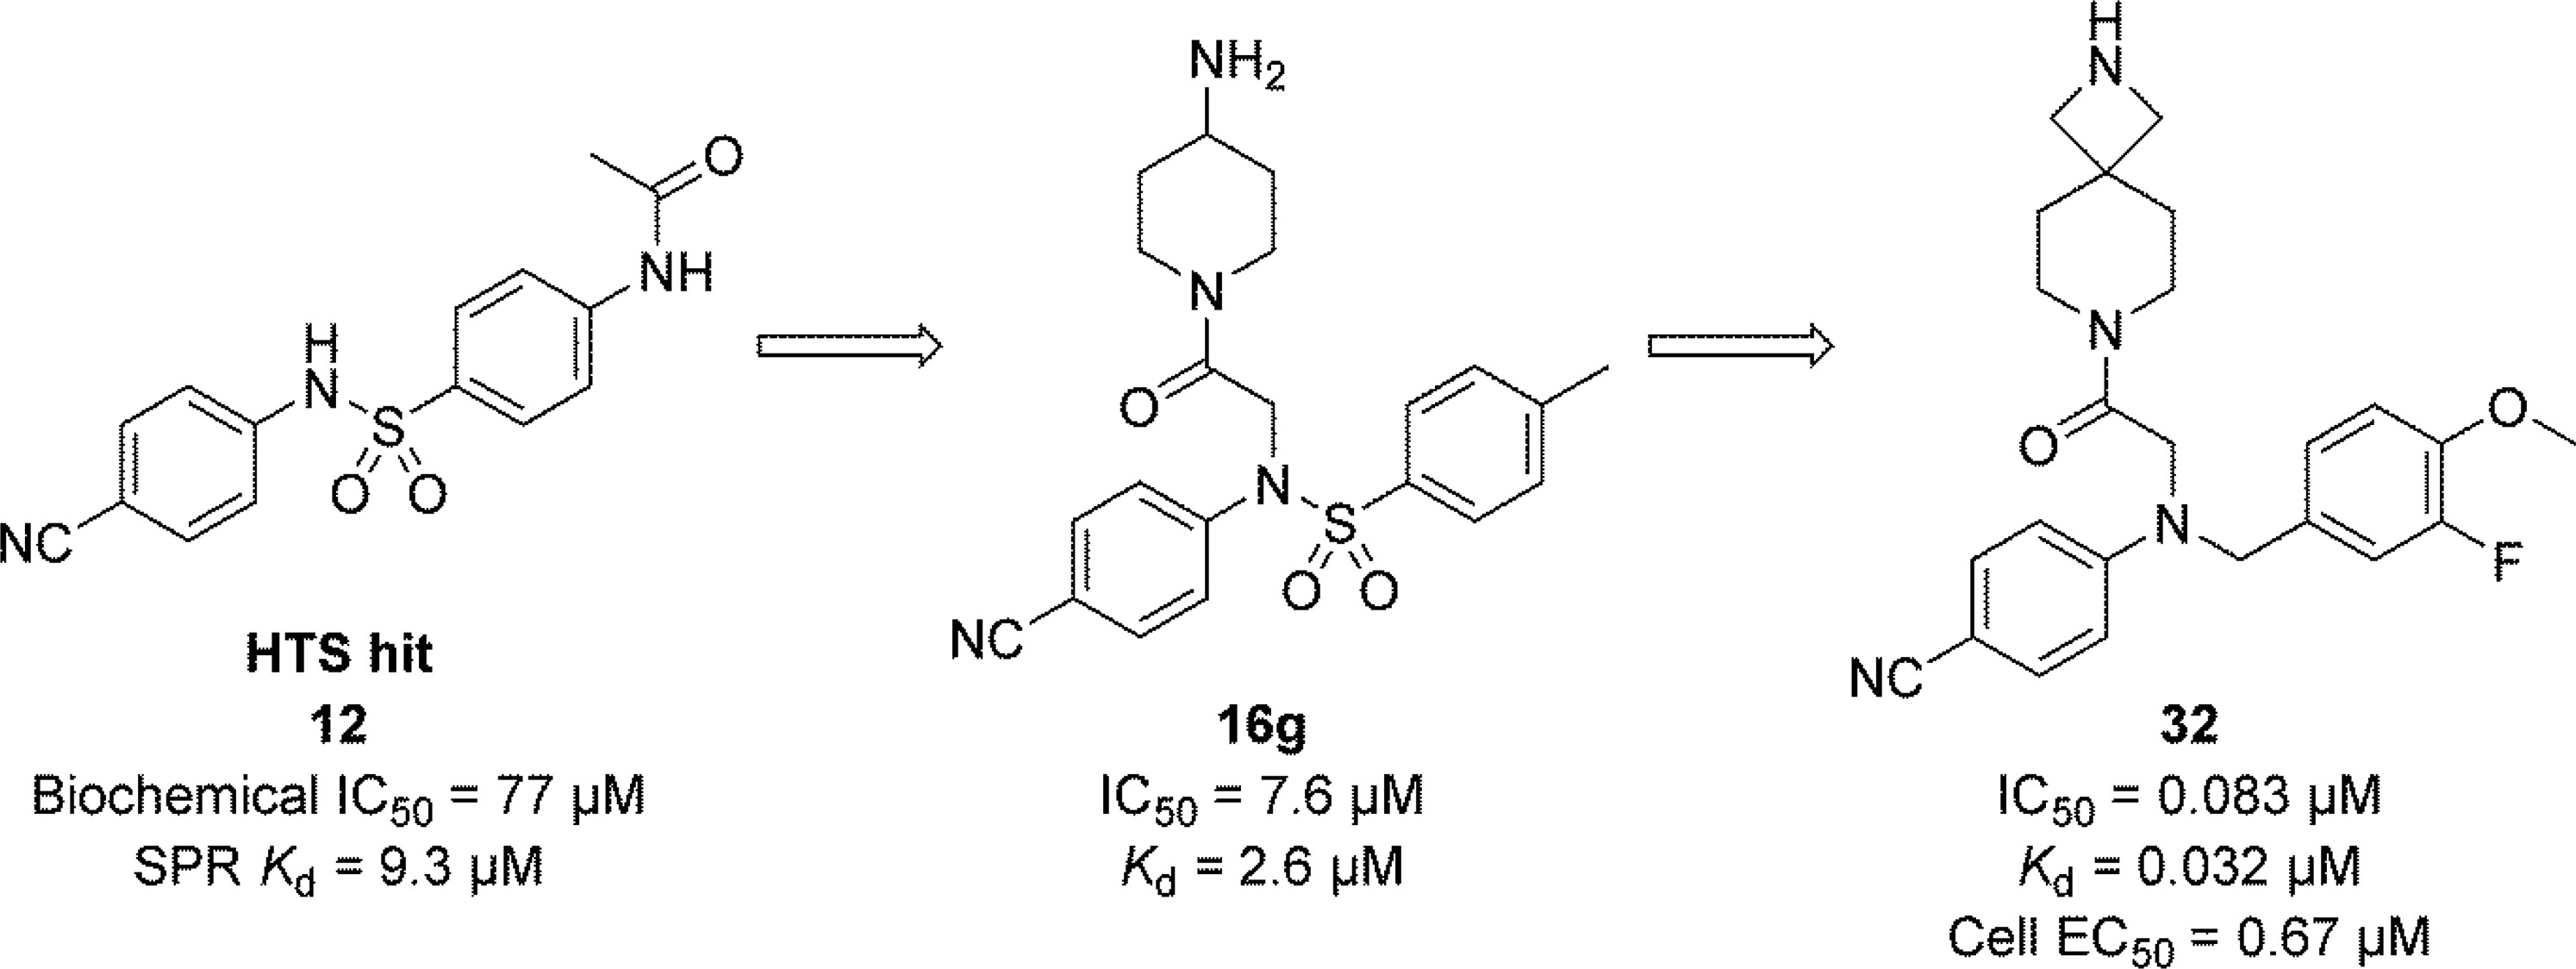 O
NH
H
N
S
O O
NC
HTS hit
12
Biochemical IC₅₀ = 77 µM
SPR Kd = 9.3 µM
NH₂
N
O
N
S
O O
NC
16g
IC₅₀ = 7.6 µM
Kd = 2.6 µM
H
N
N
O
O
N
F
NC
32
IC₅₀ = 0.083 µM
Kd = 0.032 µM
Cell EC₅₀ = 0.67 µM